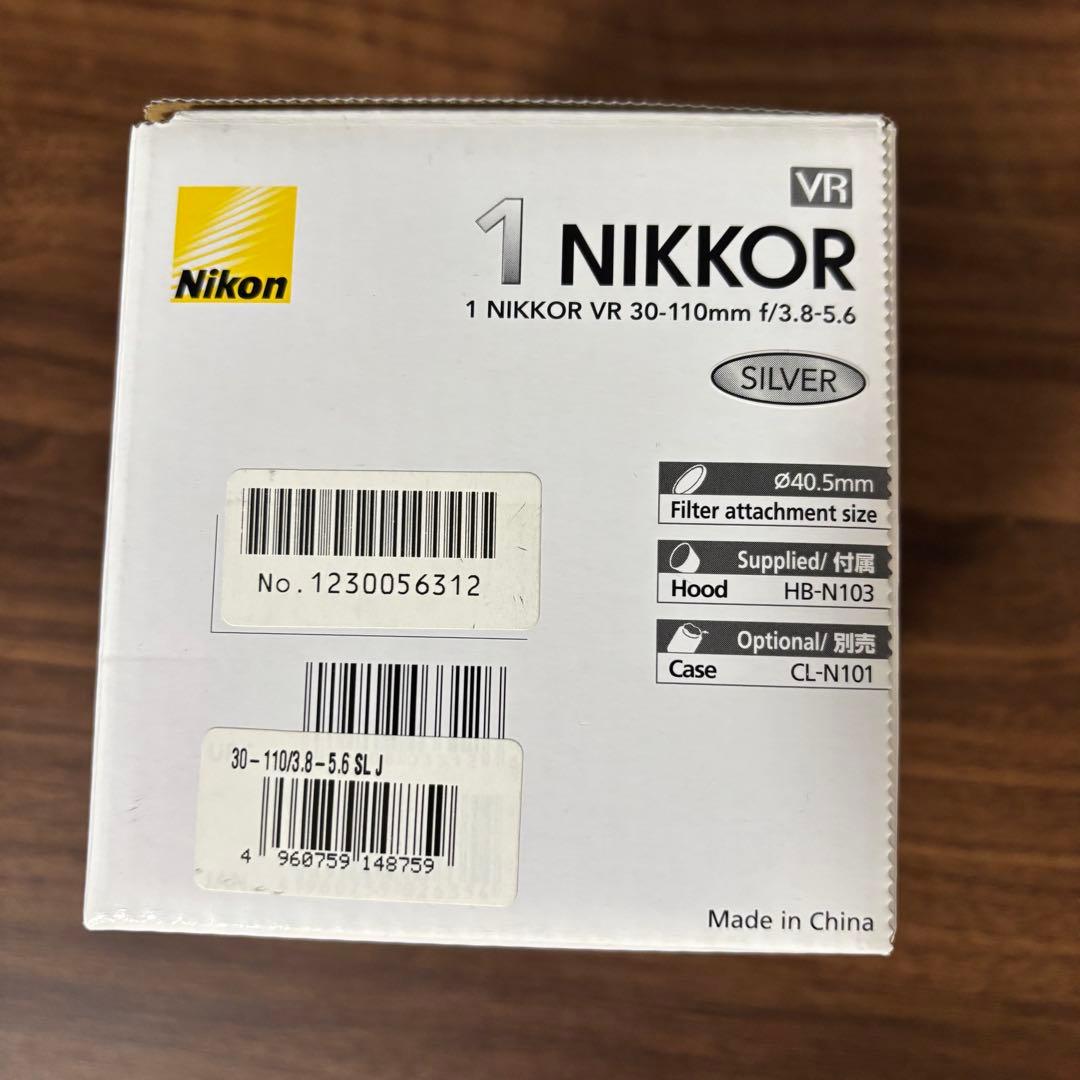 Nikon
VR
1 NIKKOR
1 NIKKOR VR 30-110mm f/3.8-5.6
SILVER
ø40.5mm
Filter attachment size
Supplied/ 付属
Hood HB-N103
Optional/ 別売
Case CL-N101
No.1230056312
30-110/3.8-5.6 SL J
4 960759 148759
Made in China